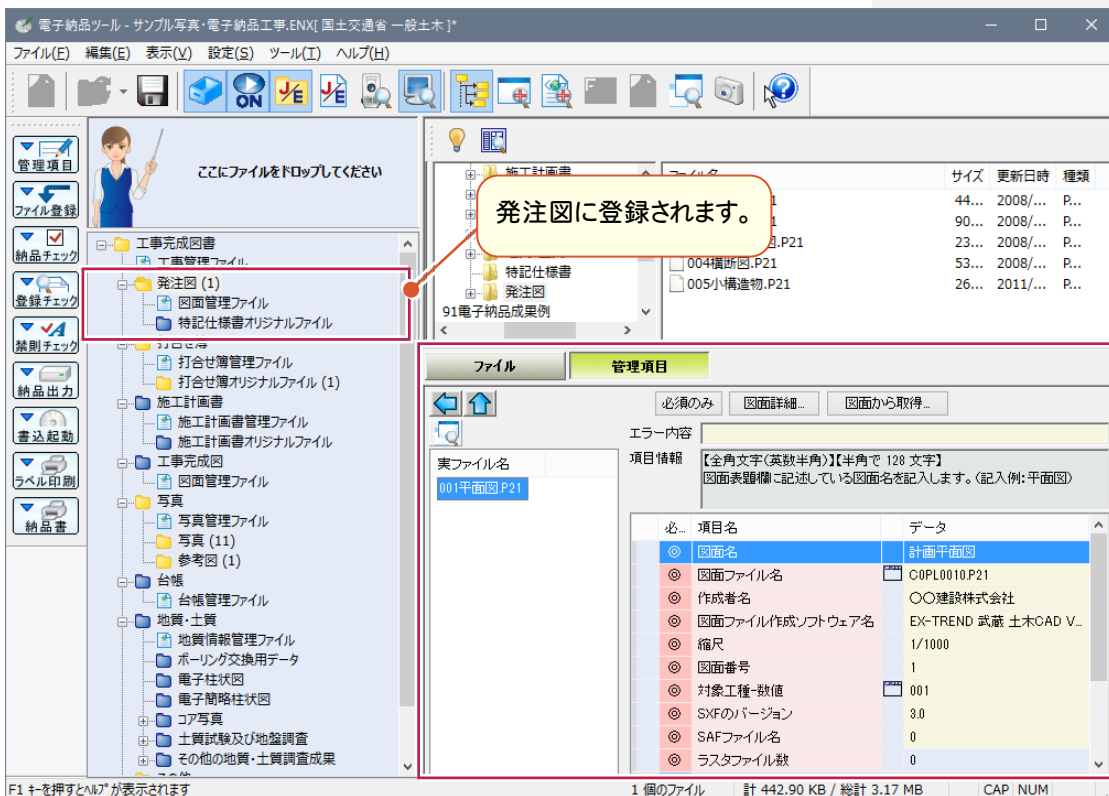 電子納品ツール - サンプル写真・電子納品工事.ENX[ 国土交通省 一般土木 ]*
ファイル(F) 編集(E) 表示(V) 設定(S) ツール(T) ヘルプ(H)
ON
J/E
J/E
管理項目
ファイル登録
納品チェック
登録チェック
禁則チェック
納品出力
書込起動
ラベル印刷
納品書
ここにファイルをドロップしてください
工事完成図書
工事管理ファイル
発注図 (1)
図面管理ファイル
特記仕様書オリジナルファイル
打合せ簿
打合せ簿管理ファイル
打合せ簿オリジナルファイル (1)
施工計画書
施工計画書管理ファイル
施工計画書オリジナルファイル
工事完成図
図面管理ファイル
写真
写真管理ファイル
写真 (11)
参考図 (1)
台帳
台帳管理ファイル
地質・土質
地質情報管理ファイル
ボーリング交換用データ
電子柱状図
電子簡略柱状図
コア写真
土質試験及び地盤調査
その他の地質・土質調査成果
施工計画書
特記仕様書
発注図
91電子納品成果例
発注図に登録されます。
ファイル名 サイズ 更新日時 種類
44... 2008/... P...
90... 2008/... P...
.P21 23... 2008/... P...
004横断図.P21 53... 2008/... P...
005小構造物.P21 26... 2011/... P...
ファイル 管理項目
必須のみ 図面詳細... 図面から取得...
エラー内容
項目情報 【全角文字(英数半角)】【半角で 128 文字】
図面表題欄に記述している図面名を記入します。(記入例:平面図)
実ファイル名
001平面図.P21
必... 項目名 データ
◎ 図面名 計画平面図
◎ 図面ファイル名 C0PL0010.P21
◎ 作成者名 〇〇建設株式会社
◎ 図面ファイル作成ソフトウェア名 EX-TREND 武蔵 土木CAD V...
◎ 縮尺 1/1000
◎ 図面番号 1
◎ 対象工種-数値 001
◎ SXFのバージョン 3.0
◎ SAFファイル名 0
◎ ラスタファイル数 0
F1 キーを押すとヘルプが表示されます 1 個のファイル 計 442.90 KB / 総計 3.17 MB CAP NUM